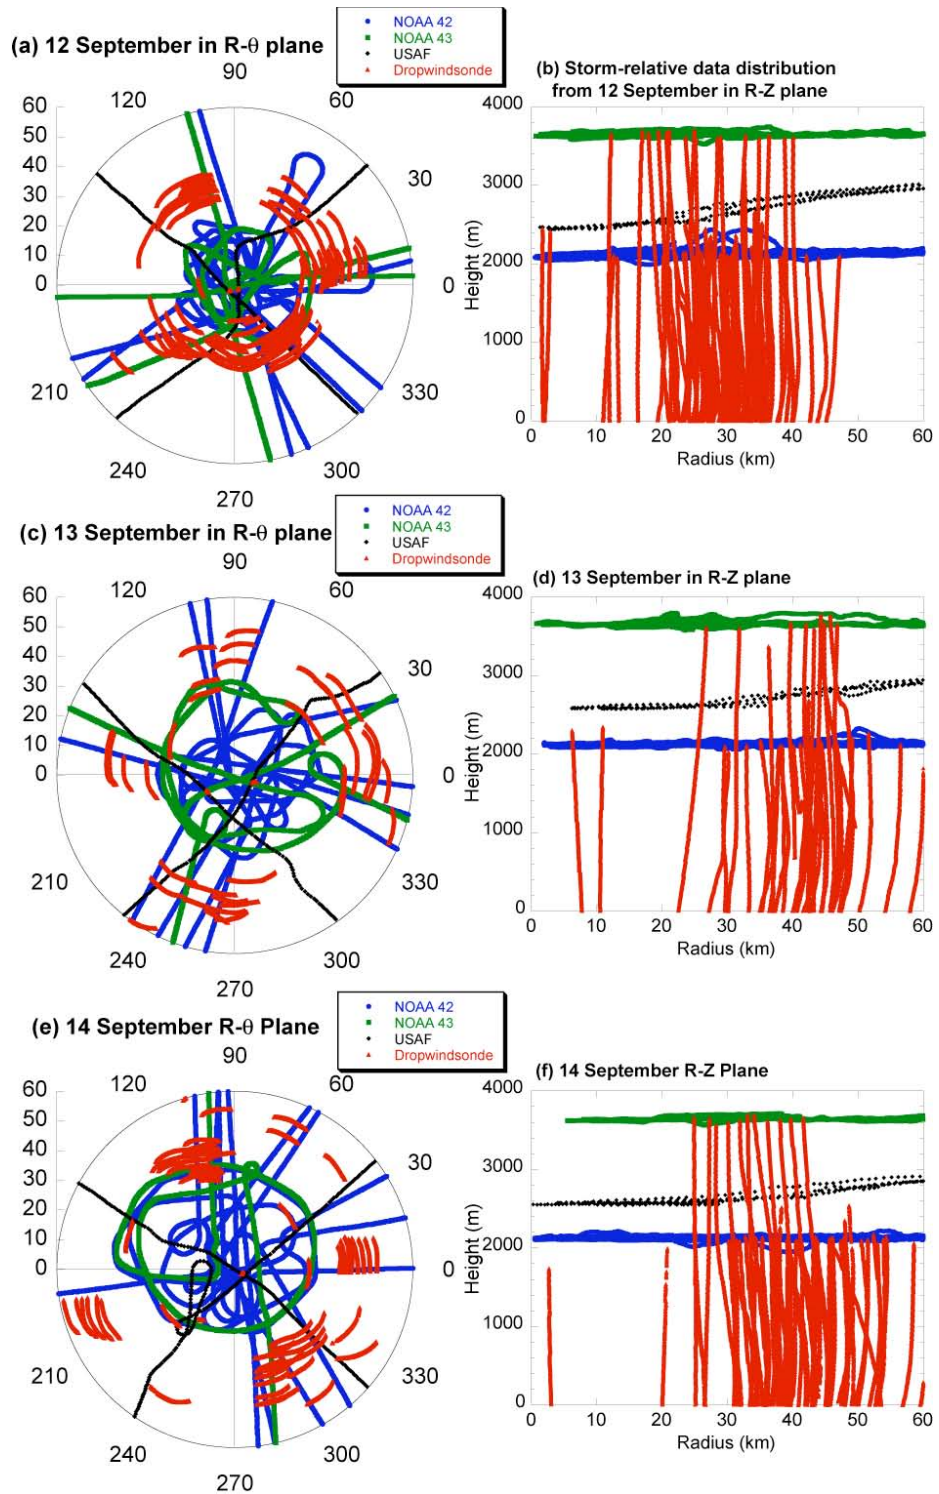 (a) 12 September in R-θ plane
NOAA 42
NOAA 43
USAF
Dropwindsonde
90
120
60
30
0
210
330
240
300
270
60
50
40
30
20
10
0
(b) Storm-relative data distribution
from 12 September in R-Z plane
4000
3000
2000
1000
0
Height (m)
0 10 20 30 40 50 60
Radius (km)
(c) 13 September in R-θ plane
NOAA 42
NOAA 43
USAF
Dropwindsonde
90
120
60
30
0
210
330
240
300
270
60
50
40
30
20
10
0
(d) 13 September in R-Z plane
4000
3000
2000
1000
0
Height (m)
0 10 20 30 40 50 60
Radius (km)
(e) 14 September R-θ Plane
NOAA 42
NOAA 43
USAF
Dropwindsonde
90
120
60
30
0
210
330
240
300
270
60
50
40
30
20
10
0
(f) 14 September R-Z Plane
4000
3000
2000
1000
0
Height (m)
0 10 20 30 40 50 60
Radius (km)